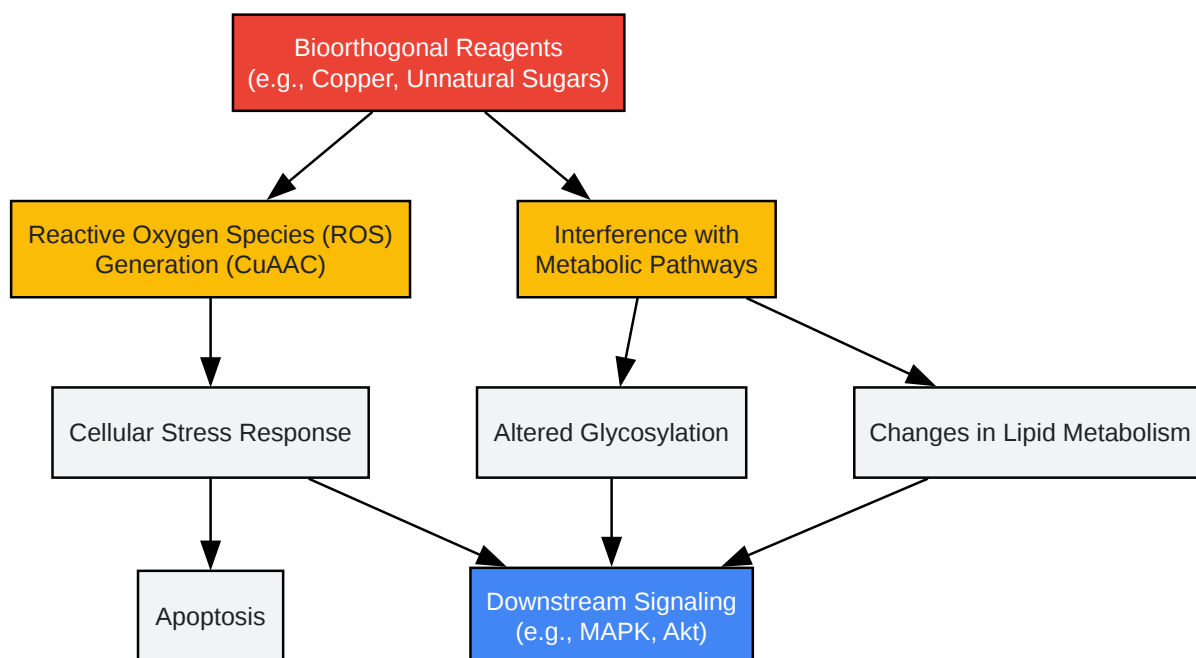 Bioorthogonal Reagents
(e.g., Copper, Unnatural Sugars)
Reactive Oxygen Species (ROS)
Generation (CuAAC)
Interference with
Metabolic Pathways
Cellular Stress Response
Altered Glycosylation
Changes in Lipid Metabolism
Apoptosis
Downstream Signaling
(e.g., MAPK, Akt)